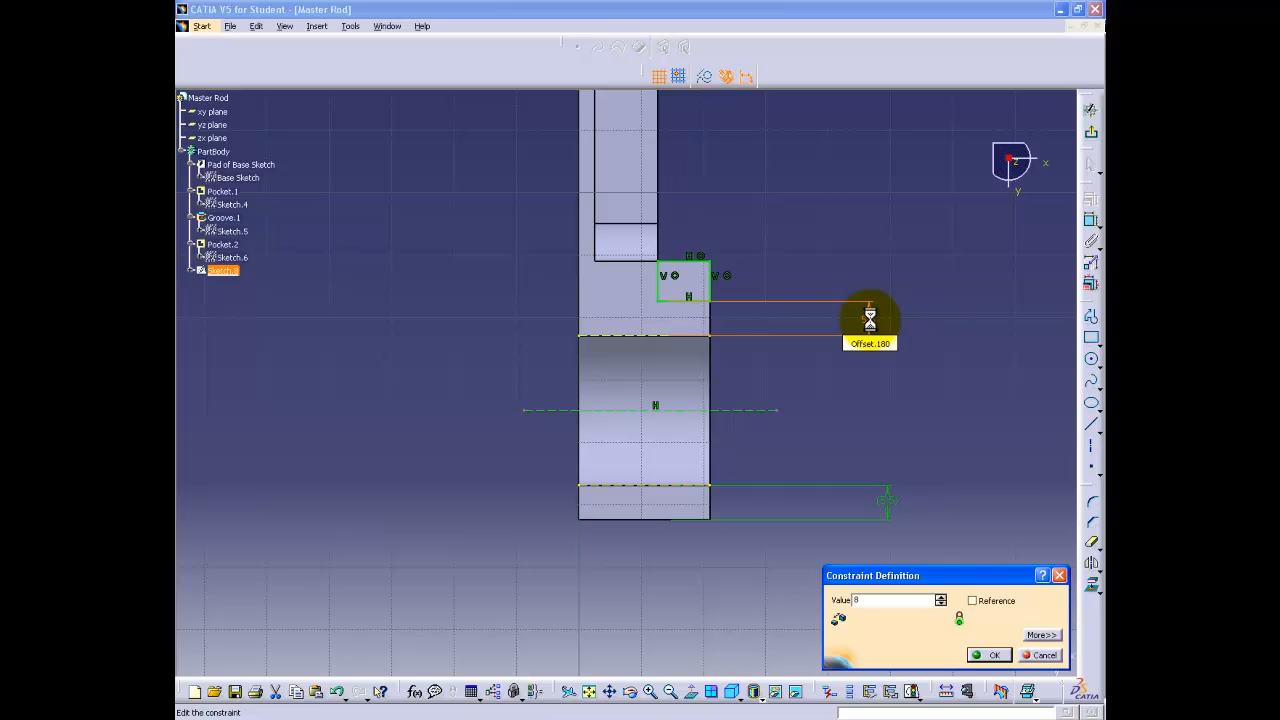 CATIA V5 for Student - [Master Rod]
Start File Edit View Insert Tools Window Help
Master Rod
xy plane
yz plane
zx plane
PartBody
Pad of Base Sketch
Base Sketch
Pocket.1
Sketch.4
Groove.1
Sketch.5
Pocket.2
Sketch.6
Sketch.8
z x
y
H
V V
H
Offset.180
H
Constraint Definition
Value 8 Reference
More>>
OK Cancel
CATIA
Edit the constraint